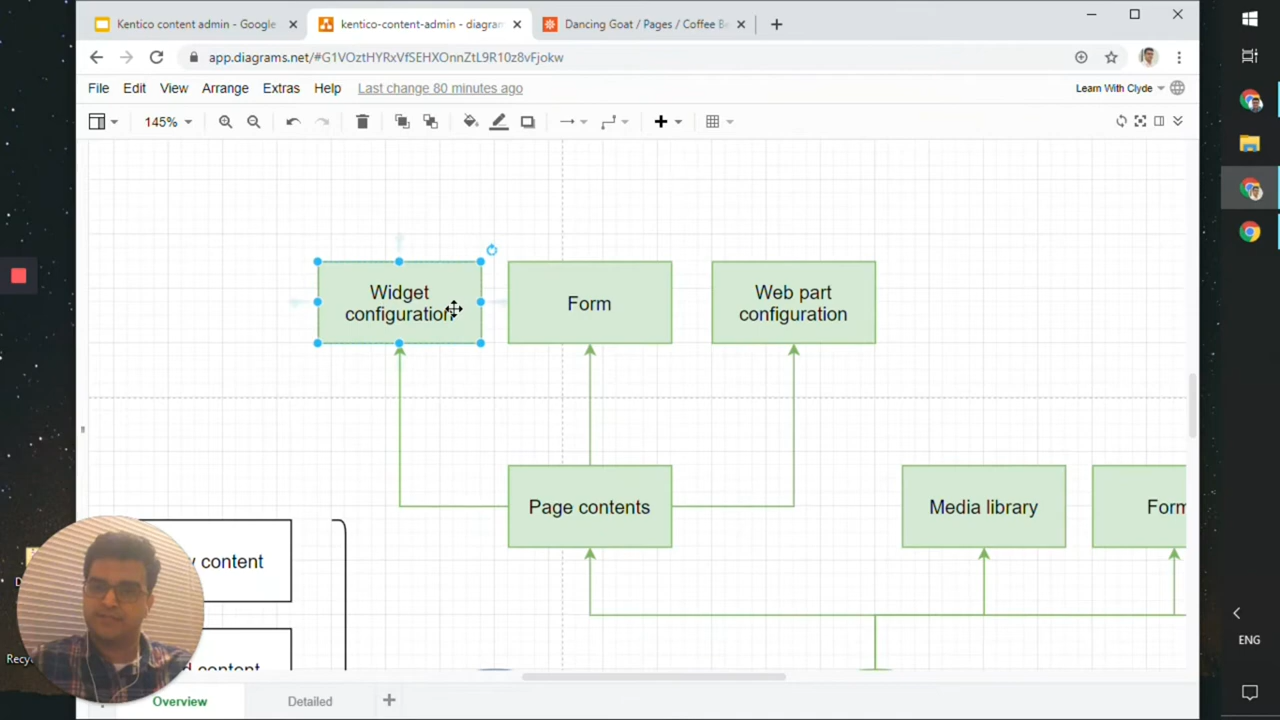 Kentico content admin - Google
kentico-content-admin - diagram
Dancing Goat / Pages / Coffee Be
app.diagrams.net/#G1VOztHYRxVfSEHXOnnZtL9R10z8vFjokw
File Edit View Arrange Extras Help Last change 80 minutes ago
Learn With Clyde
145%
Widget
configuration
Form
Web part
configuration
Page contents
Media library
Form
content
content
Recy
ENG
Overview
Detailed